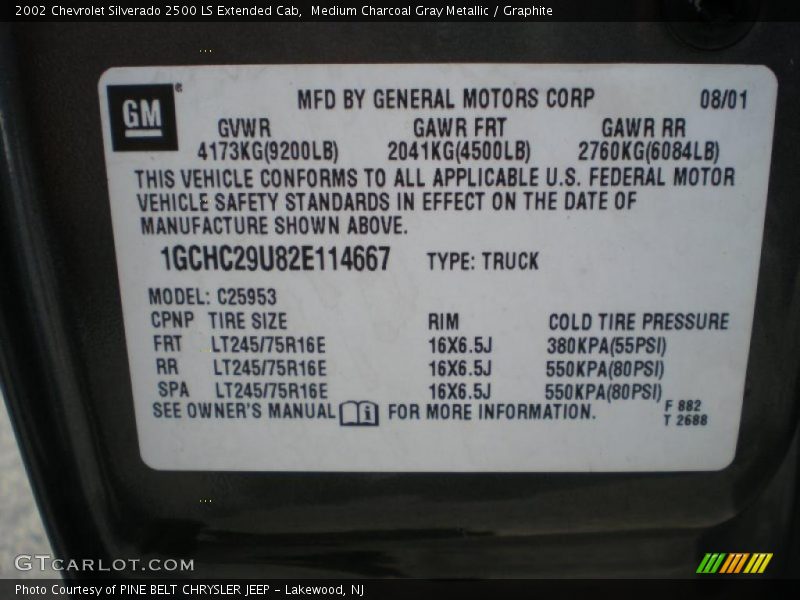 2002 Chevrolet Silverado 2500 LS Extended Cab,  Medium Charcoal Gray Metallic / Graphite
GM ®
MFD BY GENERAL MOTORS CORP 08/01
GVWR GAWR FRT GAWR RR
4173KG(9200LB) 2041KG(4500LB) 2760KG(6084LB)
THIS VEHICLE CONFORMS TO ALL APPLICABLE U.S. FEDERAL MOTOR
VEHICLE SAFETY STANDARDS IN EFFECT ON THE DATE OF
MANUFACTURE SHOWN ABOVE.
1GCHC29U82E114667 TYPE: TRUCK
MODEL: C25953
CPNP TIRE SIZE RIM COLD TIRE PRESSURE
FRT LT245/75R16E 16X6.5J 380KPA(55PSI)
RR LT245/75R16E 16X6.5J 550KPA(80PSI)
SPA LT245/75R16E 16X6.5J 550KPA(80PSI)
SEE OWNER'S MANUAL i FOR MORE INFORMATION.
F 882
T 2688
GTCARLOT.COM
Photo Courtesy of PINE BELT CHRYSLER JEEP - Lakewood, NJ